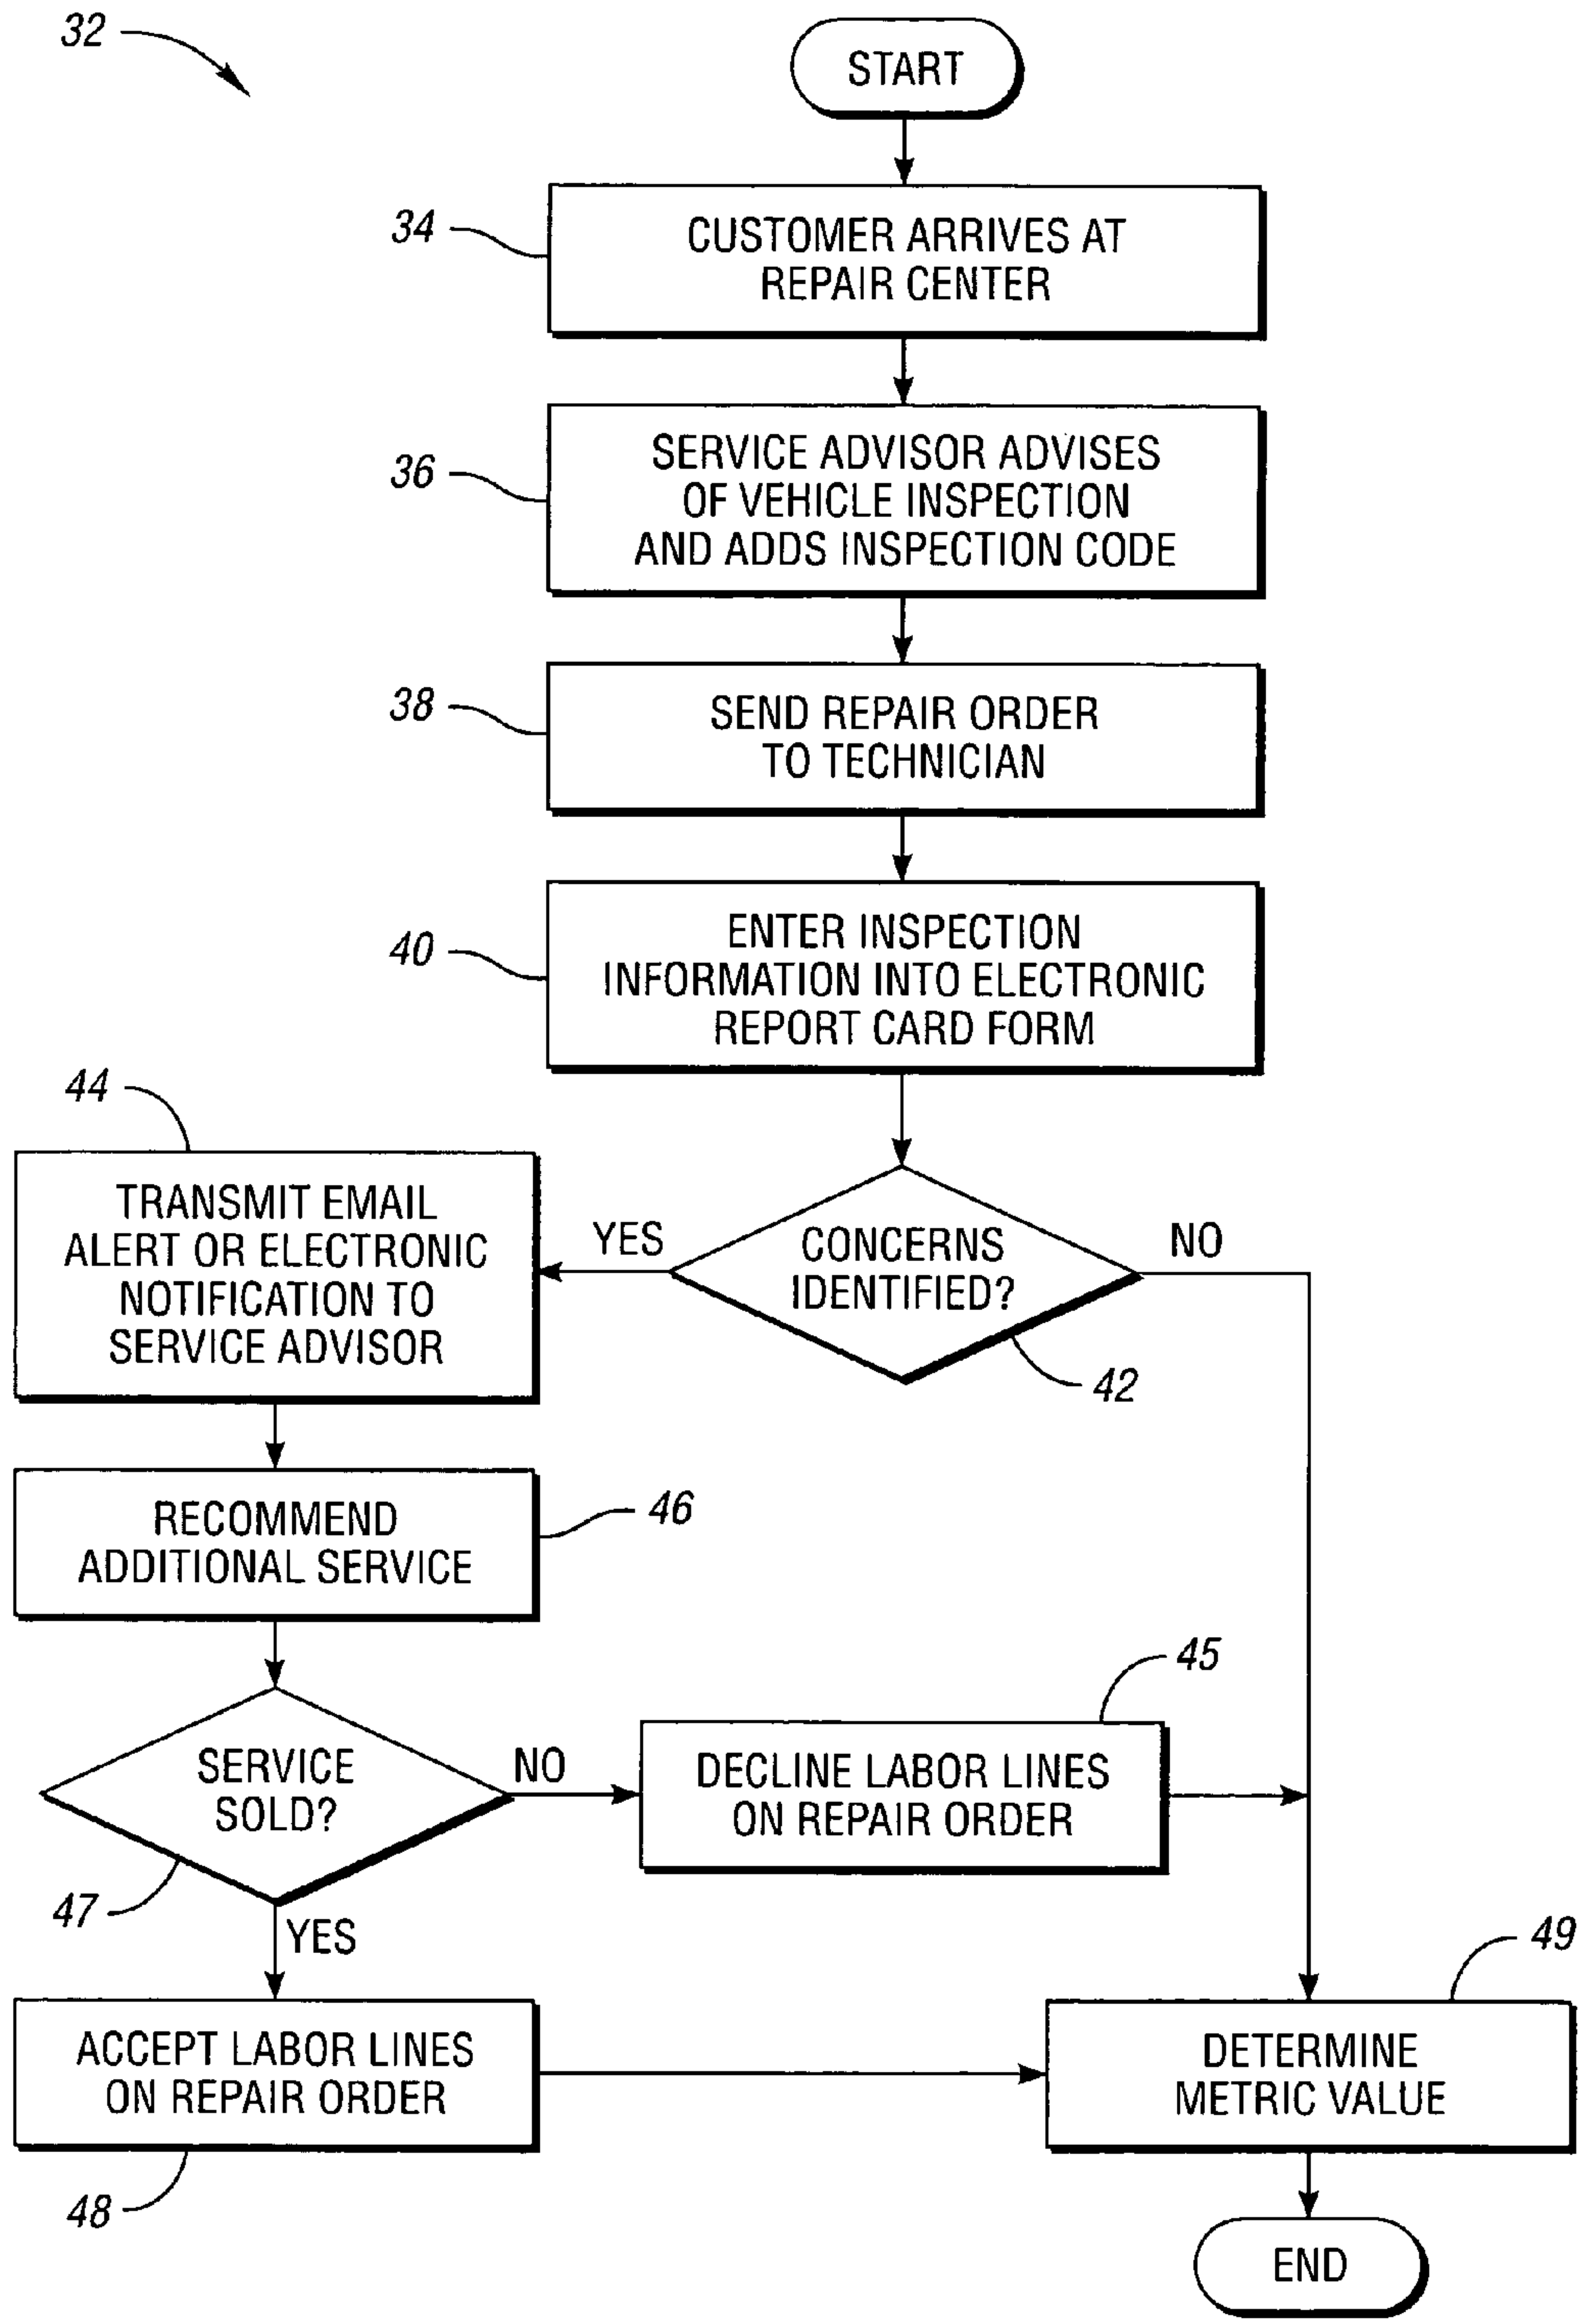 32
START
34
CUSTOMER ARRIVES AT
REPAIR CENTER
36
SERVICE ADVISOR ADVISES
OF VEHICLE INSPECTION
AND ADDS INSPECTION CODE
38
SEND REPAIR ORDER
TO TECHNICIAN
40
ENTER INSPECTION
INFORMATION INTO ELECTRONIC
REPORT CARD FORM
44
TRANSMIT EMAIL
ALERT OR ELECTRONIC
NOTIFICATION TO
SERVICE ADVISOR
YES
CONCERNS
IDENTIFIED?
NO
42
RECOMMEND
ADDITIONAL SERVICE
46
SERVICE
SOLD?
NO
47
YES
45
DECLINE LABOR LINES
ON REPAIR ORDER
ACCEPT LABOR LINES
ON REPAIR ORDER
48
49
DETERMINE
METRIC VALUE
END